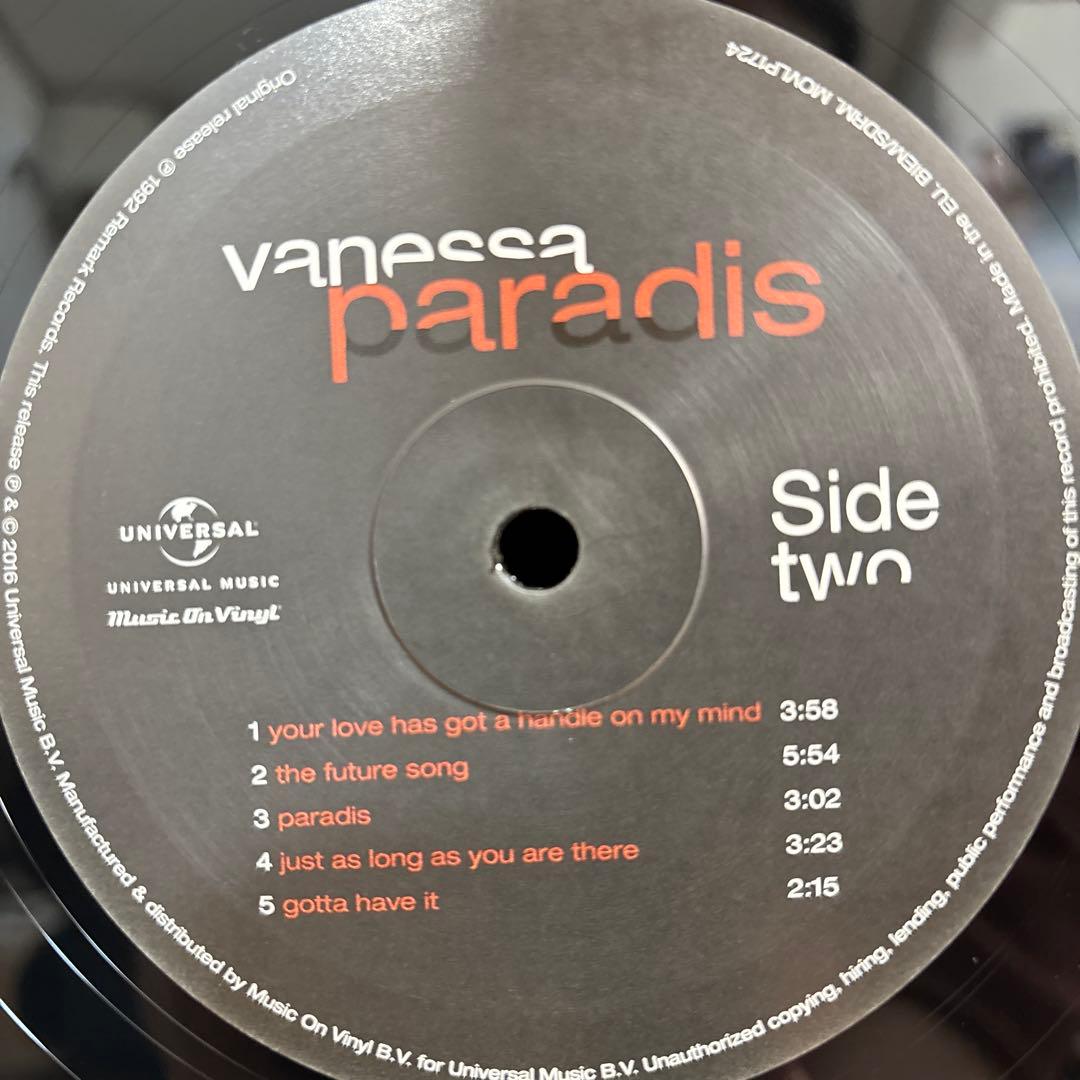 vanessa
paradis
Side
two
UNIVERSAL
UNIVERSAL MUSIC
Music On Vinyl
1 your love has got a handle on my mind 3:58
2 the future song 5:54
3 paradis 3:02
4 just as long as you are there 3:23
5 gotta have it 2:15
Original release ℗ 1992 Remark Records. This release ℗ & © 2016 Universal Music B.V. Manufactured & distributed by Music On Vinyl B.V. for Universal Music B.V. Unauthorized copying, hiring, lending, public performance and broadcasting of this record prohibited. Made in the EU. BIEM/SDRM. MOVLP1724